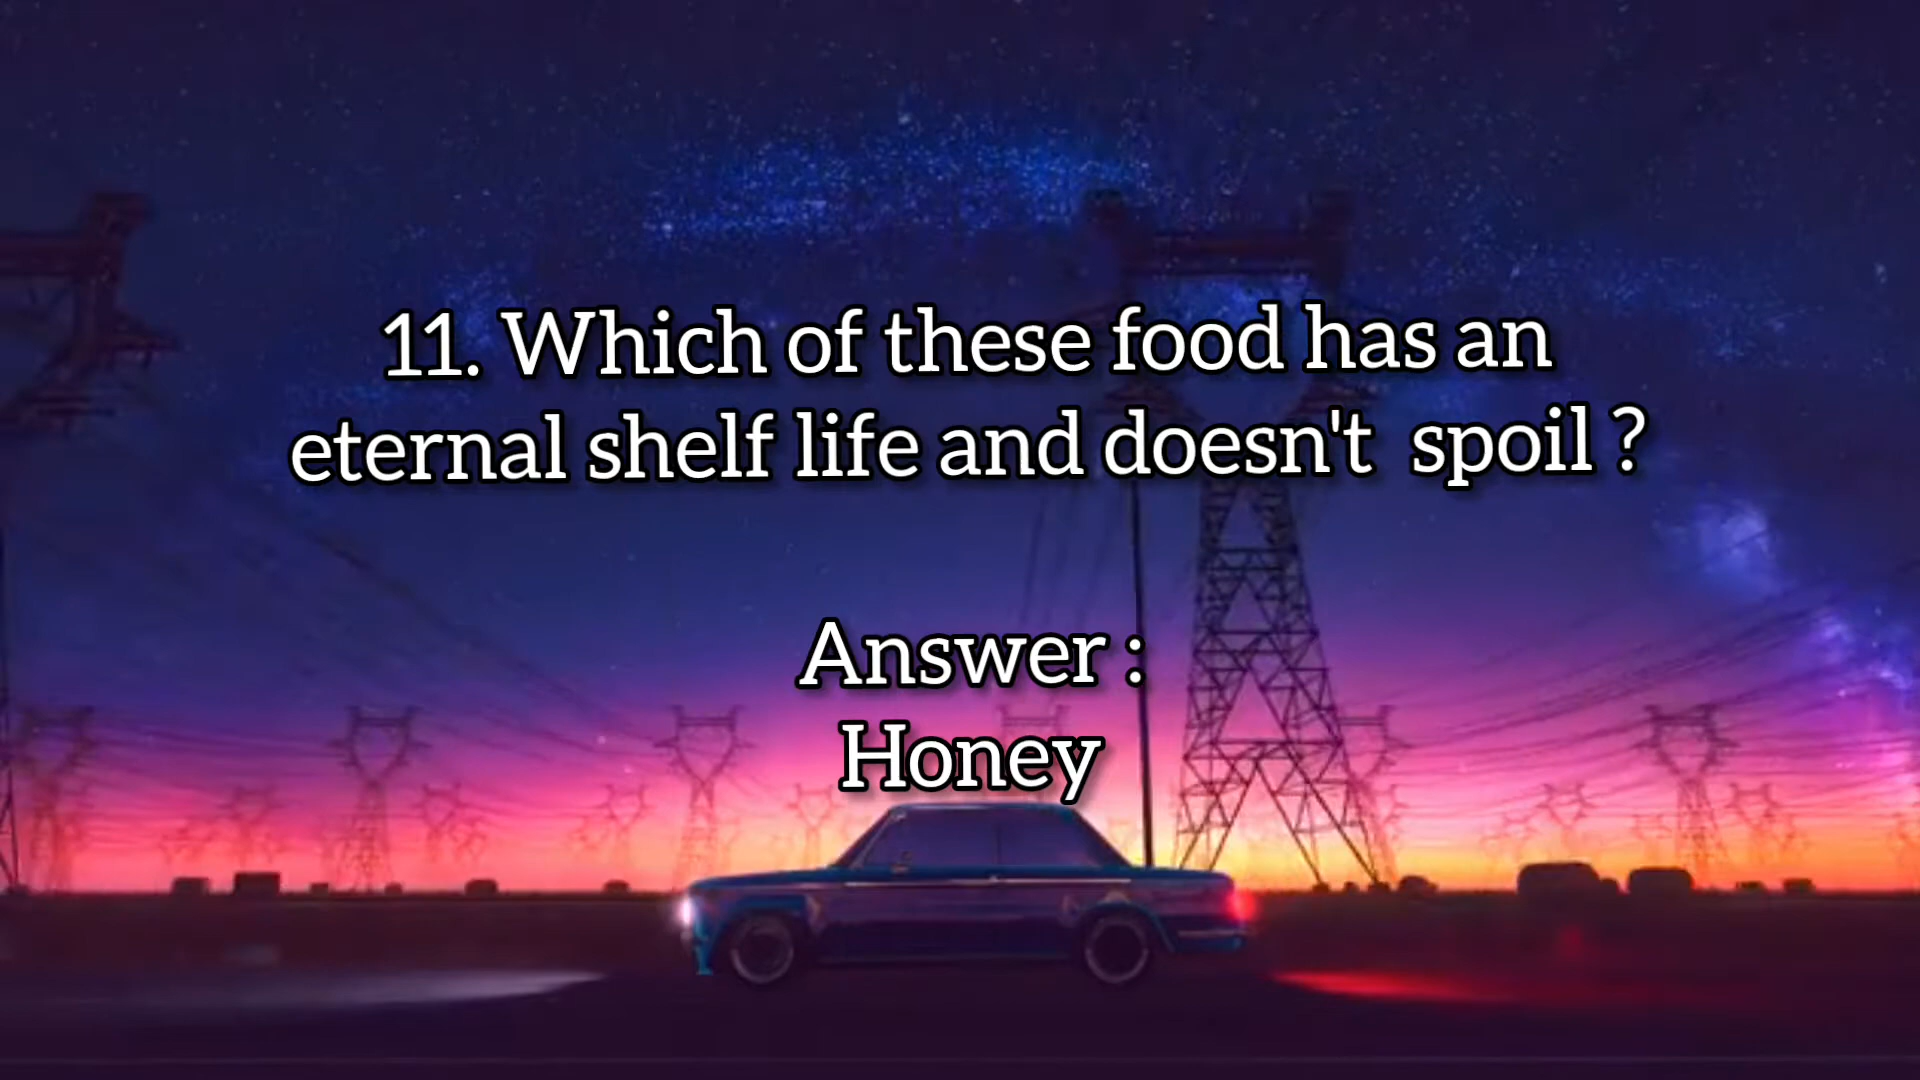 11. Which of these food has an
eternal shelf life and doesn't  spoil ?
Answer :
Honey